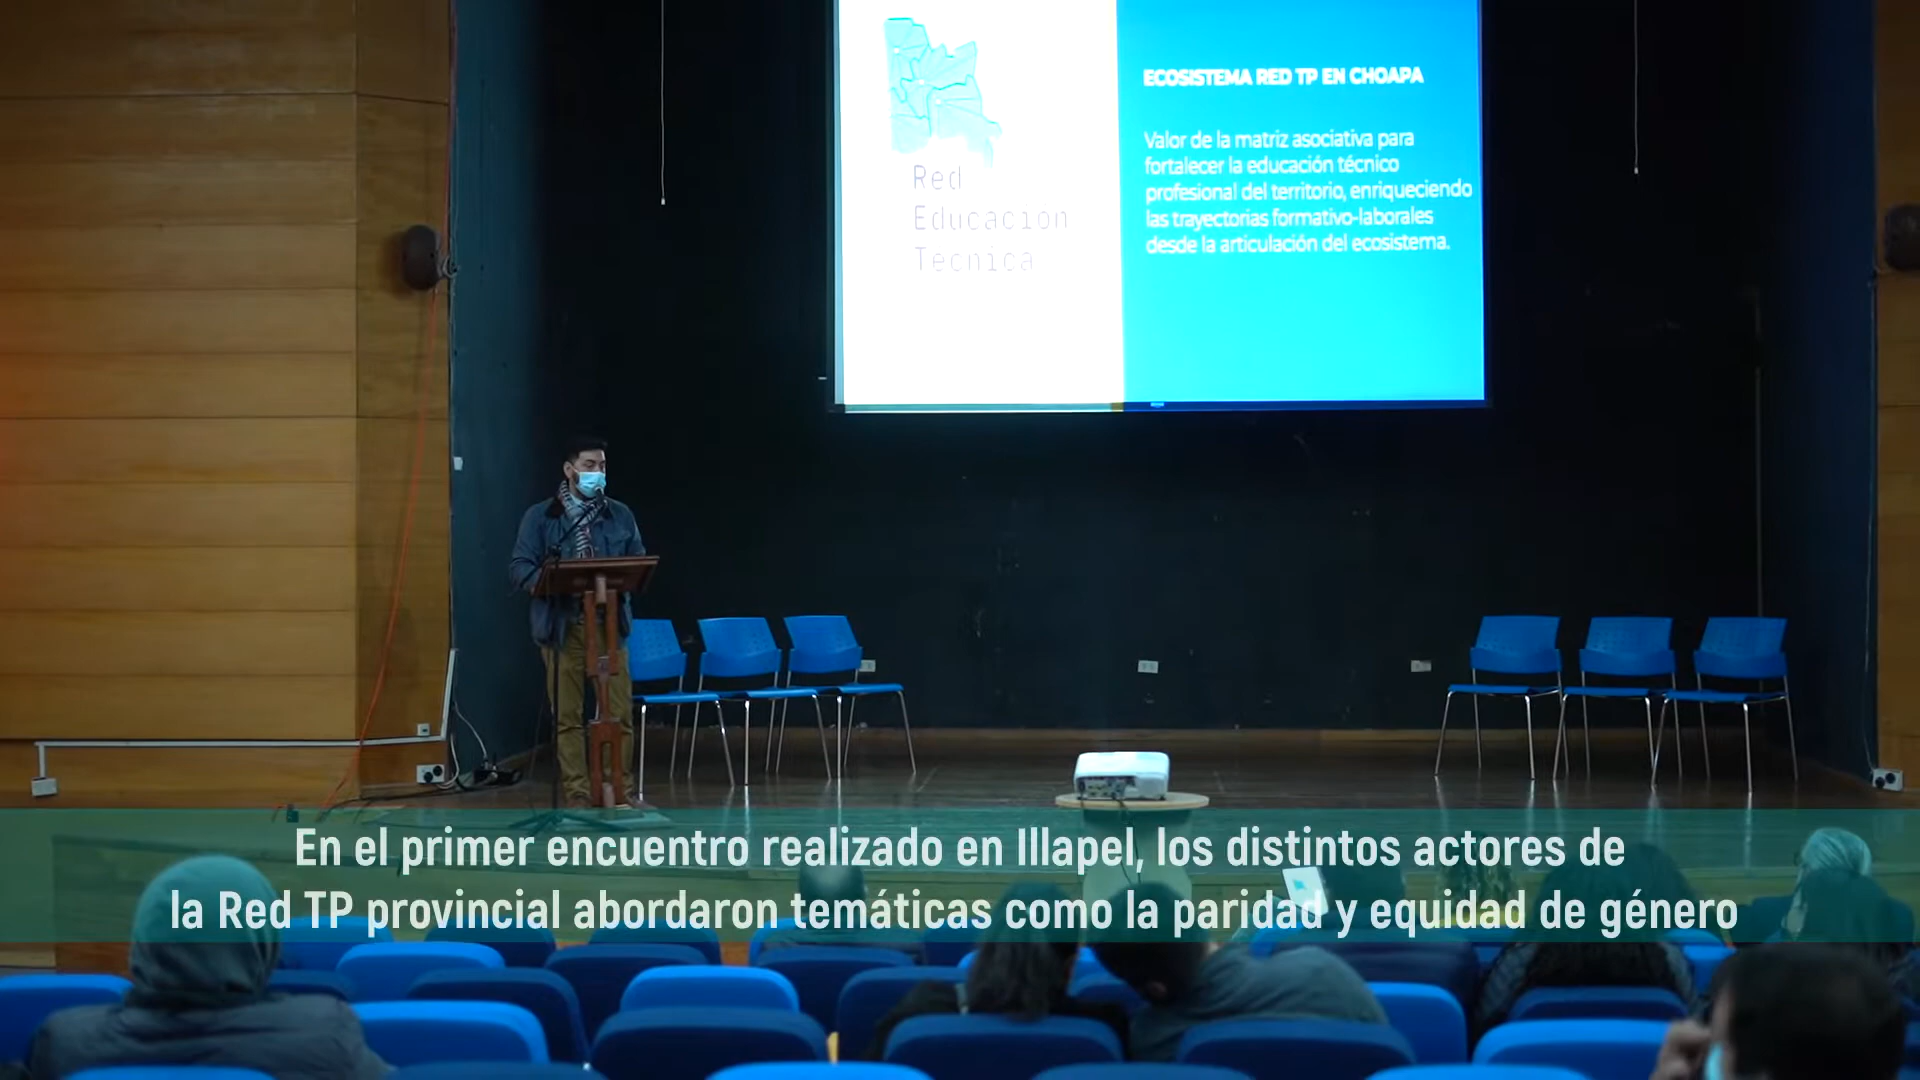 Red
Educacion
Tecnica
ECOSISTEMA RED TP EN CHOAPA
Valor de la matriz asociativa para
fortalecer la educación técnico
profesional del territorio, enriqueciendo
las trayectorias formativo-laborales
desde la articulación del ecosistema.
En el primer encuentro realizado en Illapel, los distintos actores de
la Red TP provincial abordaron temáticas como la paridad y equidad de género